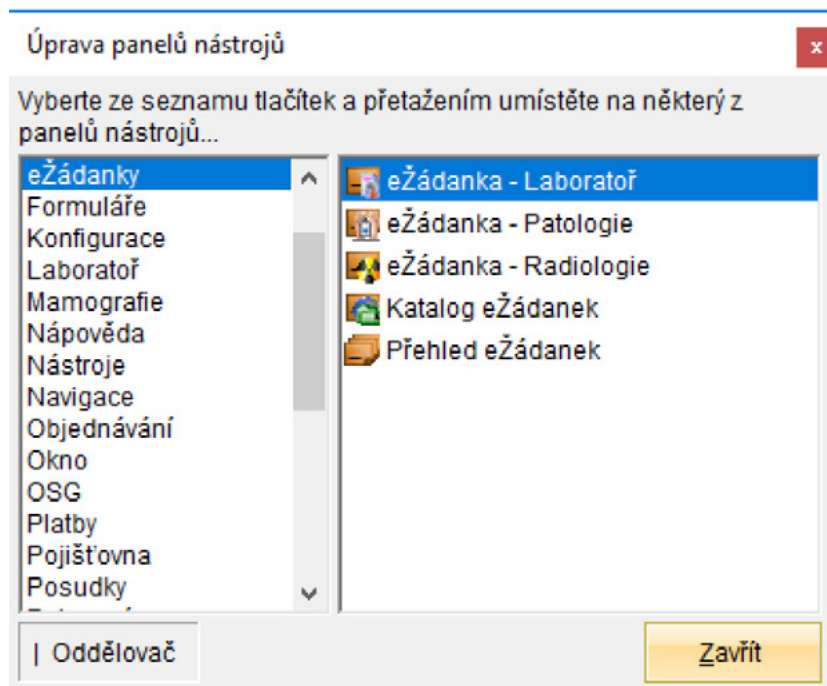 Úprava panelů nástrojů
x
Vyberte ze seznamu tlačítek a přetažením umístěte na některý z
panelů nástrojů...
eŽádanky
Formuláře
Konfigurace
Laboratoř
Mamografie
Nápověda
Nástroje
Navigace
Objednávání
Okno
OSG
Platby
Pojišťovna
Posudky
eŽádanka - Laboratoř
eŽádanka - Patologie
eŽádanka - Radiologie
Katalog eŽádanek
Přehled eŽádanek
| Oddělovač
Zavřít